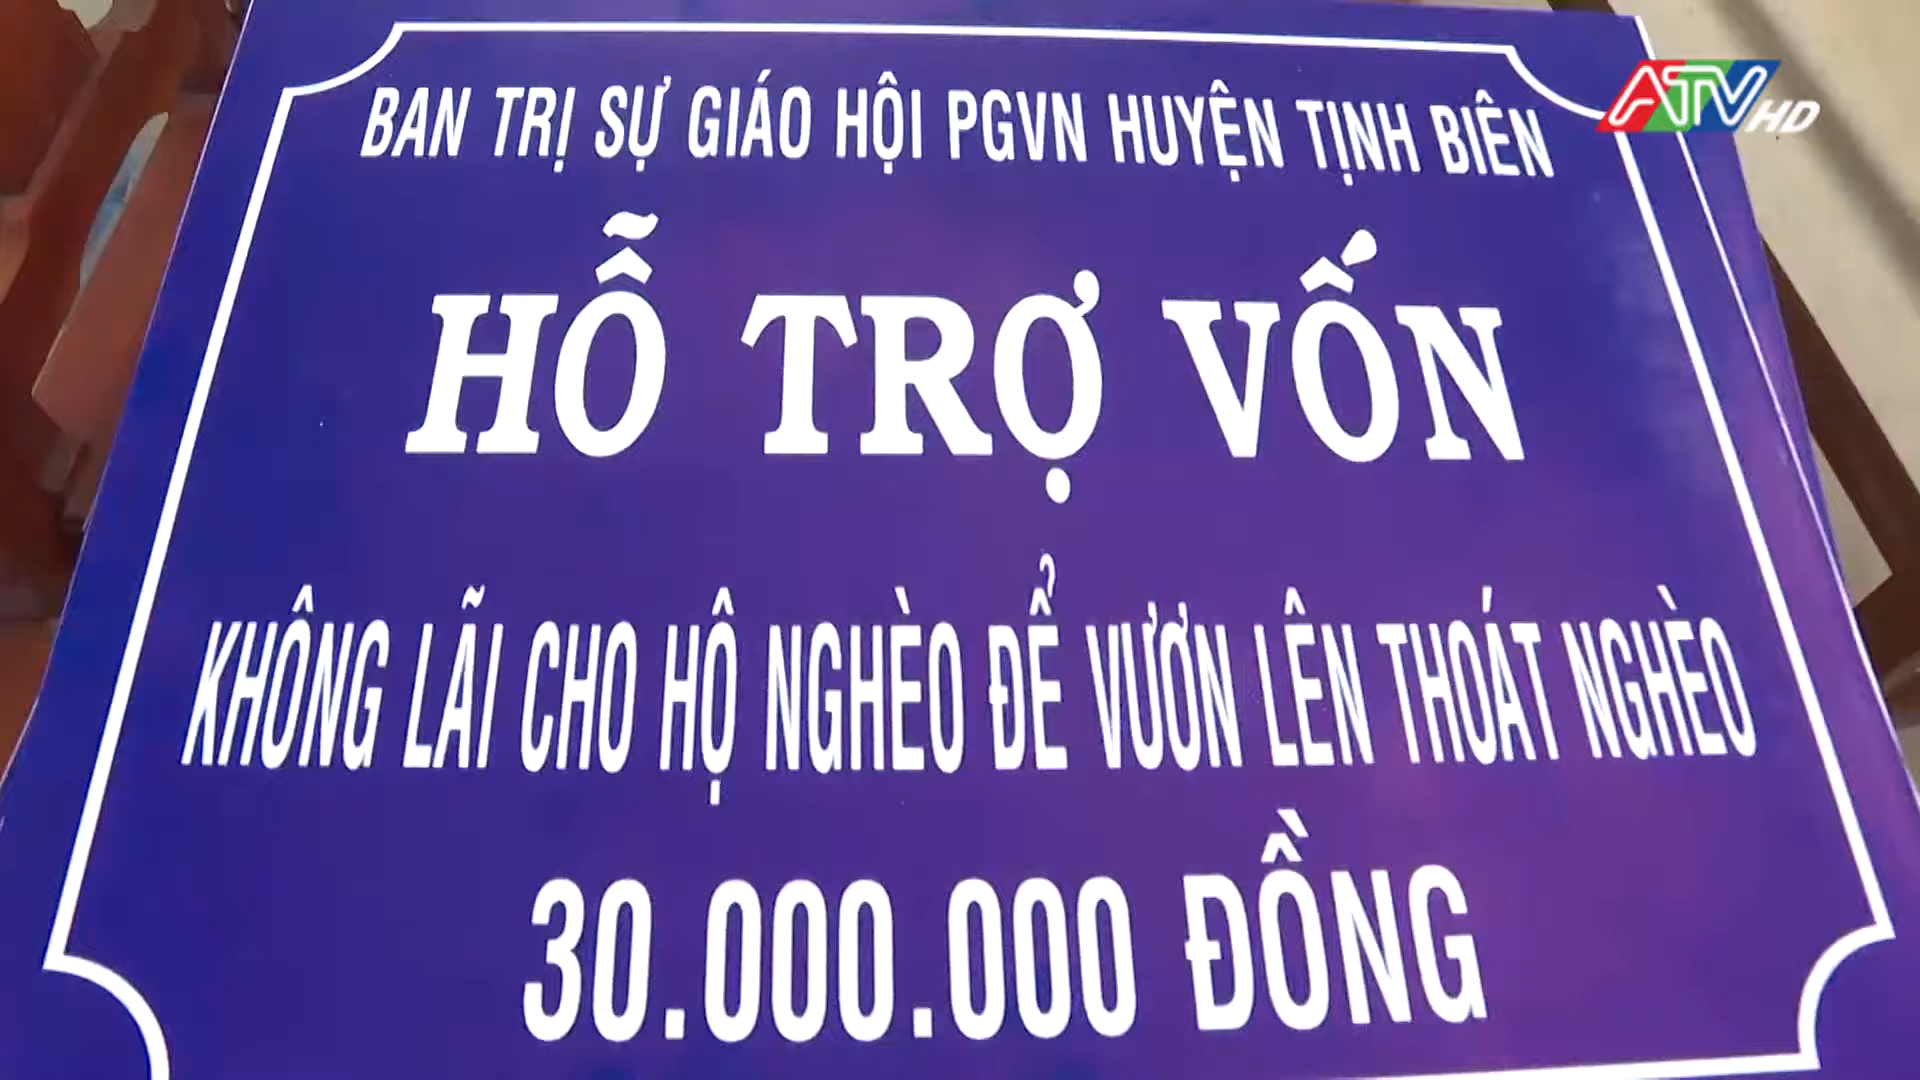 BAN TRỊ SỰ GIÁO HỘI PGVN HUYỆN TỊNH BIÊN
ATV HD
HỖ TRỢ VỐN
KHÔNG LÃI CHO HỘ NGHÈO ĐỂ VƯƠN LÊN THOÁT NGHÈO
30.000.000 ĐỒNG